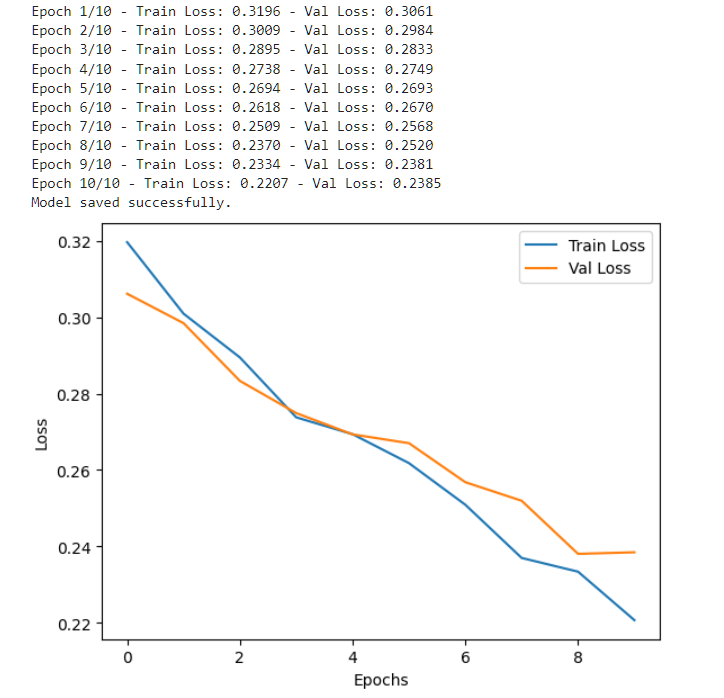 Epoch 1/10 - Train Loss: 0.3196 - Val Loss: 0.3061
Epoch 2/10 - Train Loss: 0.3009 - Val Loss: 0.2984
Epoch 3/10 - Train Loss: 0.2895 - Val Loss: 0.2833
Epoch 4/10 - Train Loss: 0.2738 - Val Loss: 0.2749
Epoch 5/10 - Train Loss: 0.2694 - Val Loss: 0.2693
Epoch 6/10 - Train Loss: 0.2618 - Val Loss: 0.2670
Epoch 7/10 - Train Loss: 0.2509 - Val Loss: 0.2568
Epoch 8/10 - Train Loss: 0.2370 - Val Loss: 0.2520
Epoch 9/10 - Train Loss: 0.2334 - Val Loss: 0.2381
Epoch 10/10 - Train Loss: 0.2207 - Val Loss: 0.2385
Model saved successfully.
Train Loss
Val Loss
0.32
0.30
0.28
0.26
0.24
0.22
Loss
0 2 4 6 8
Epochs